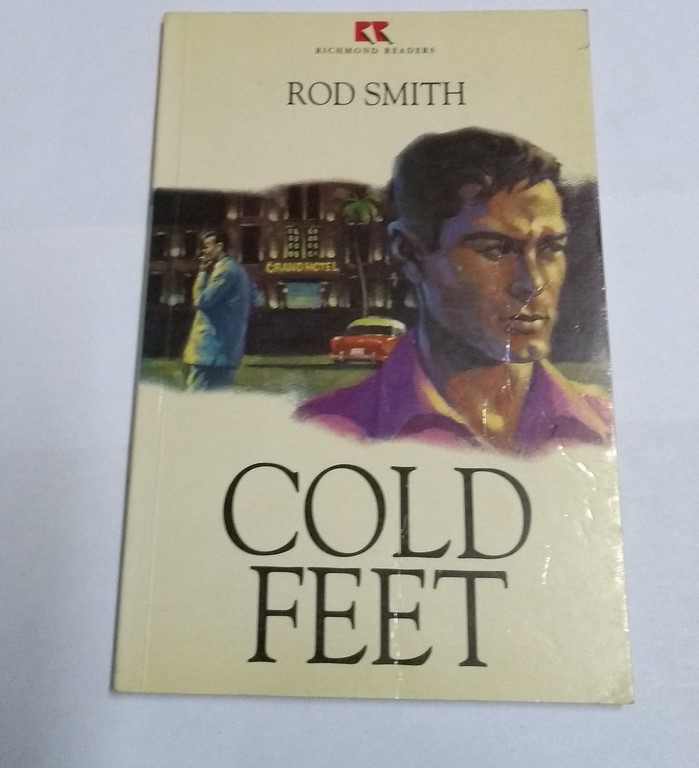 RICHMOND READERS
ROD SMITH
GRAND HOTEL
COLD
FEET